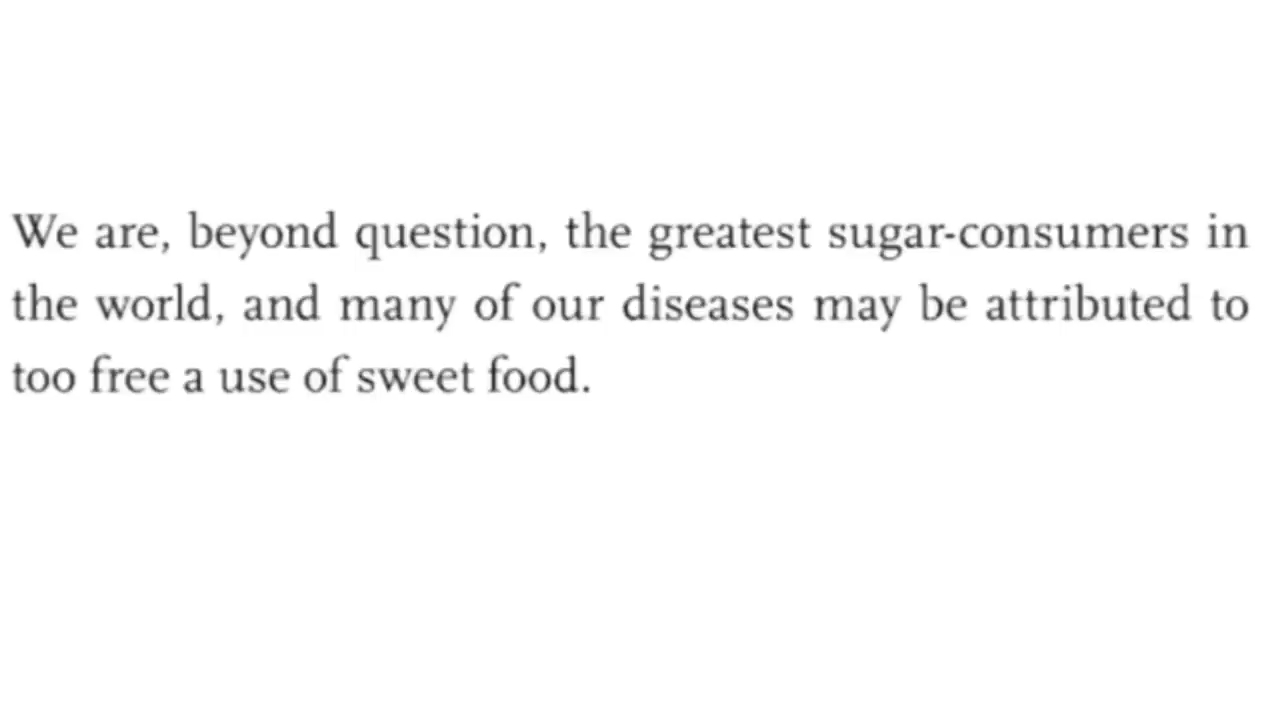 We are, beyond question, the greatest sugar-consumers in
the world, and many of our diseases may be attributed to
too free a use of sweet food.